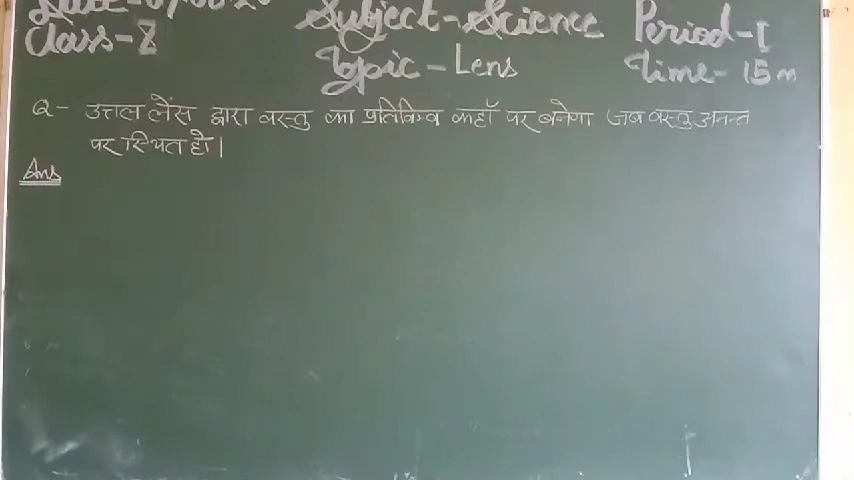 Subject-Science Period-I
Class-8
Topic-Lens Time-15 m
Q- उत्तल लेंस द्वारा वस्तु का प्रतिबिम्ब कहाँ पर बनेगा जब वस्तु अनन्त
पर स्थित हो।
Ans